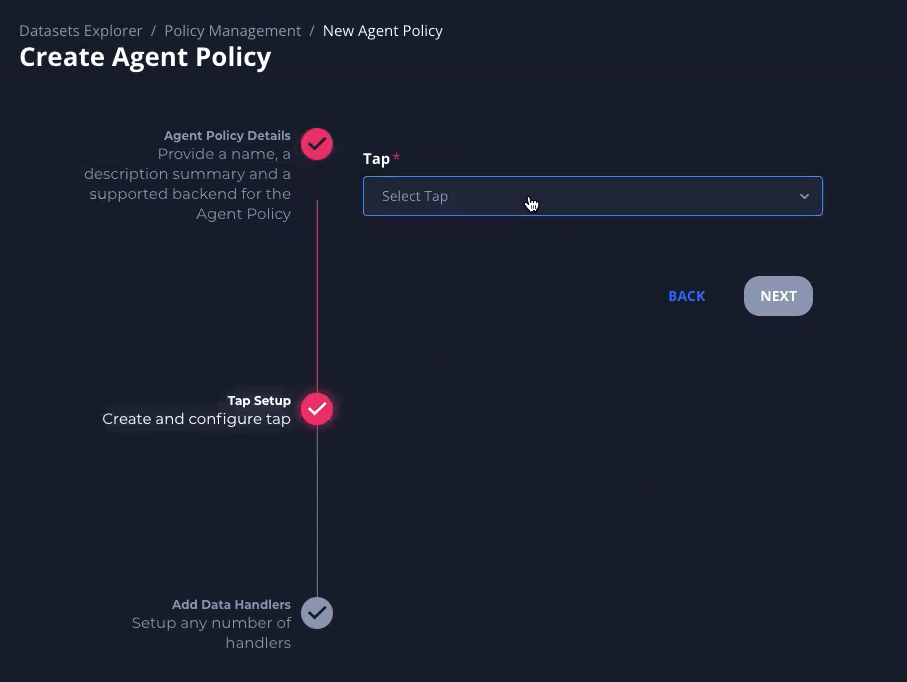 Datasets Explorer / Policy Management / New Agent Policy
Create Agent Policy
Agent Policy Details
Provide a name, a
description summary and a
supported backend for the
Agent Policy
Tap*
Select Tap
BACK
NEXT
Tap Setup
Create and configure tap
Add Data Handlers
Setup any number of
handlers